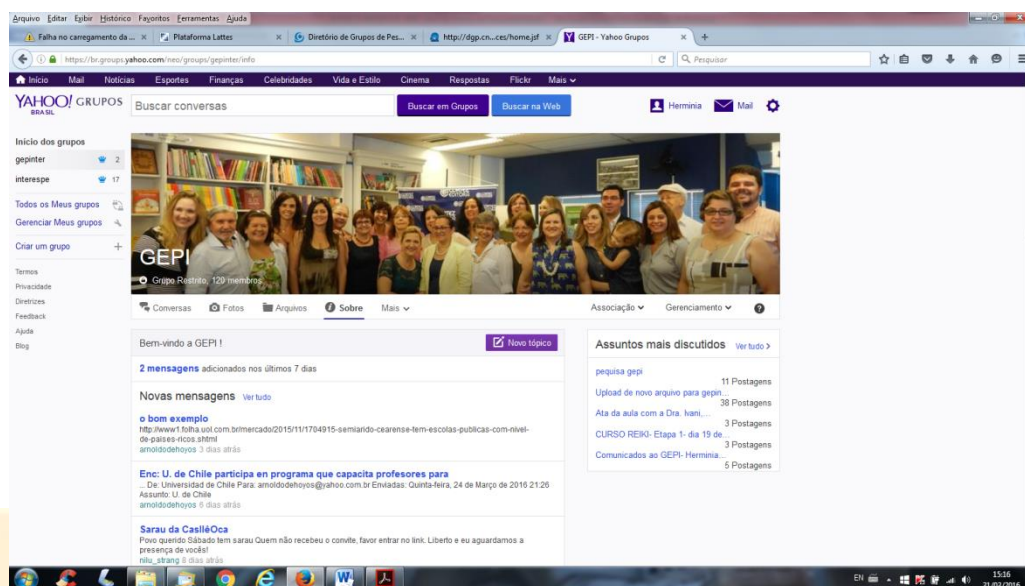 Arquivo Editar Exibir Histórico Favoritos Ferramentas Ajuda
Falha no carregamento da ... × Plataforma Lattes × Diretório de Grupos de Pes... × http://dgp.cn...ces/home.jsf × GEPI - Yahoo Grupos × +
https://br.groups.yahoo.com/neo/groups/gepinter/info Pesquisar
Início Mail Notícias Esportes Finanças Celebridades Vida e Estilo Cinema Respostas Flickr Mais
YAHOO! GRUPOS
BRASIL
Buscar conversas Buscar em Grupos Buscar na Web Herminia Mail
Início dos grupos
gepinter 2
interespe 17
Todos os Meus grupos
Gerenciar Meus grupos
Criar um grupo +
Termos
Privacidade
Diretrizes
Feedback
Ajuda
Blog
GEPI
Grupo Restrito, 120 membros
Conversas Fotos Arquivos Sobre Mais Associação Gerenciamento ?
Bem-vindo a GEPI ! Novo tópico
2 mensagens adicionados nos últimos 7 dias
Novas mensagens Ver tudo
o bom exemplo
http://www1.folha.uol.com.br/mercado/2015/11/1704915-semiarido-cearense-tem-escolas-publicas-com-nivel-
de-paises-ricos.shtml
arnoldodehoyos 3 dias atrás
Enc: U. de Chile participa en programa que capacita profesores para
... De: Universidad de Chile Para: arnoldodehoyos@yahoo.com.br Enviadas: Quinta-feira, 24 de Março de 2016 21:26
Assunto: U. de Chile
arnoldodehoyos 6 dias atrás
Sarau da CasllêOca
Povo querido Sábado tem sarau Quem não recebeu o convite, favor entrar no link. Liberto e eu aguardamos a
presença de vocês!
nilu_strang 8 dias atrás
Assuntos mais discutidos Ver tudo >
pequisa gepi
11 Postagens
Upload de novo arquivo para gepin...
38 Postagens
Ata da aula com a Dra. Ivani,...
3 Postagens
CURSO REIKI- Etapa 1- dia 19 de...
3 Postagens
Comunicados ao GEPI- Herminia...
5 Postagens
EN 15:16